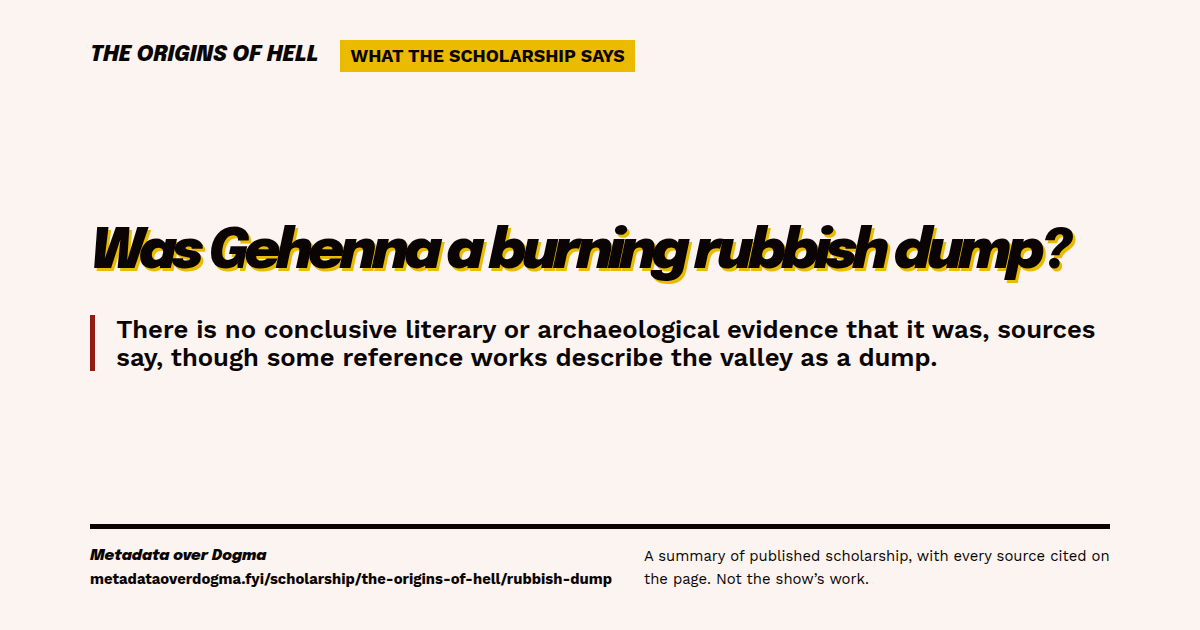 THE ORIGINS OF HELL
WHAT THE SCHOLARSHIP SAYS
Was Gehenna a burning rubbish dump?
There is no conclusive literary or archaeological evidence that it was, sources
say, though some reference works describe the valley as a dump.
Metadata over Dogma
metadataoverdogma.fyi/scholarship/the-origins-of-hell/rubbish-dump
A summary of published scholarship, with every source cited on
the page. Not the show’s work.